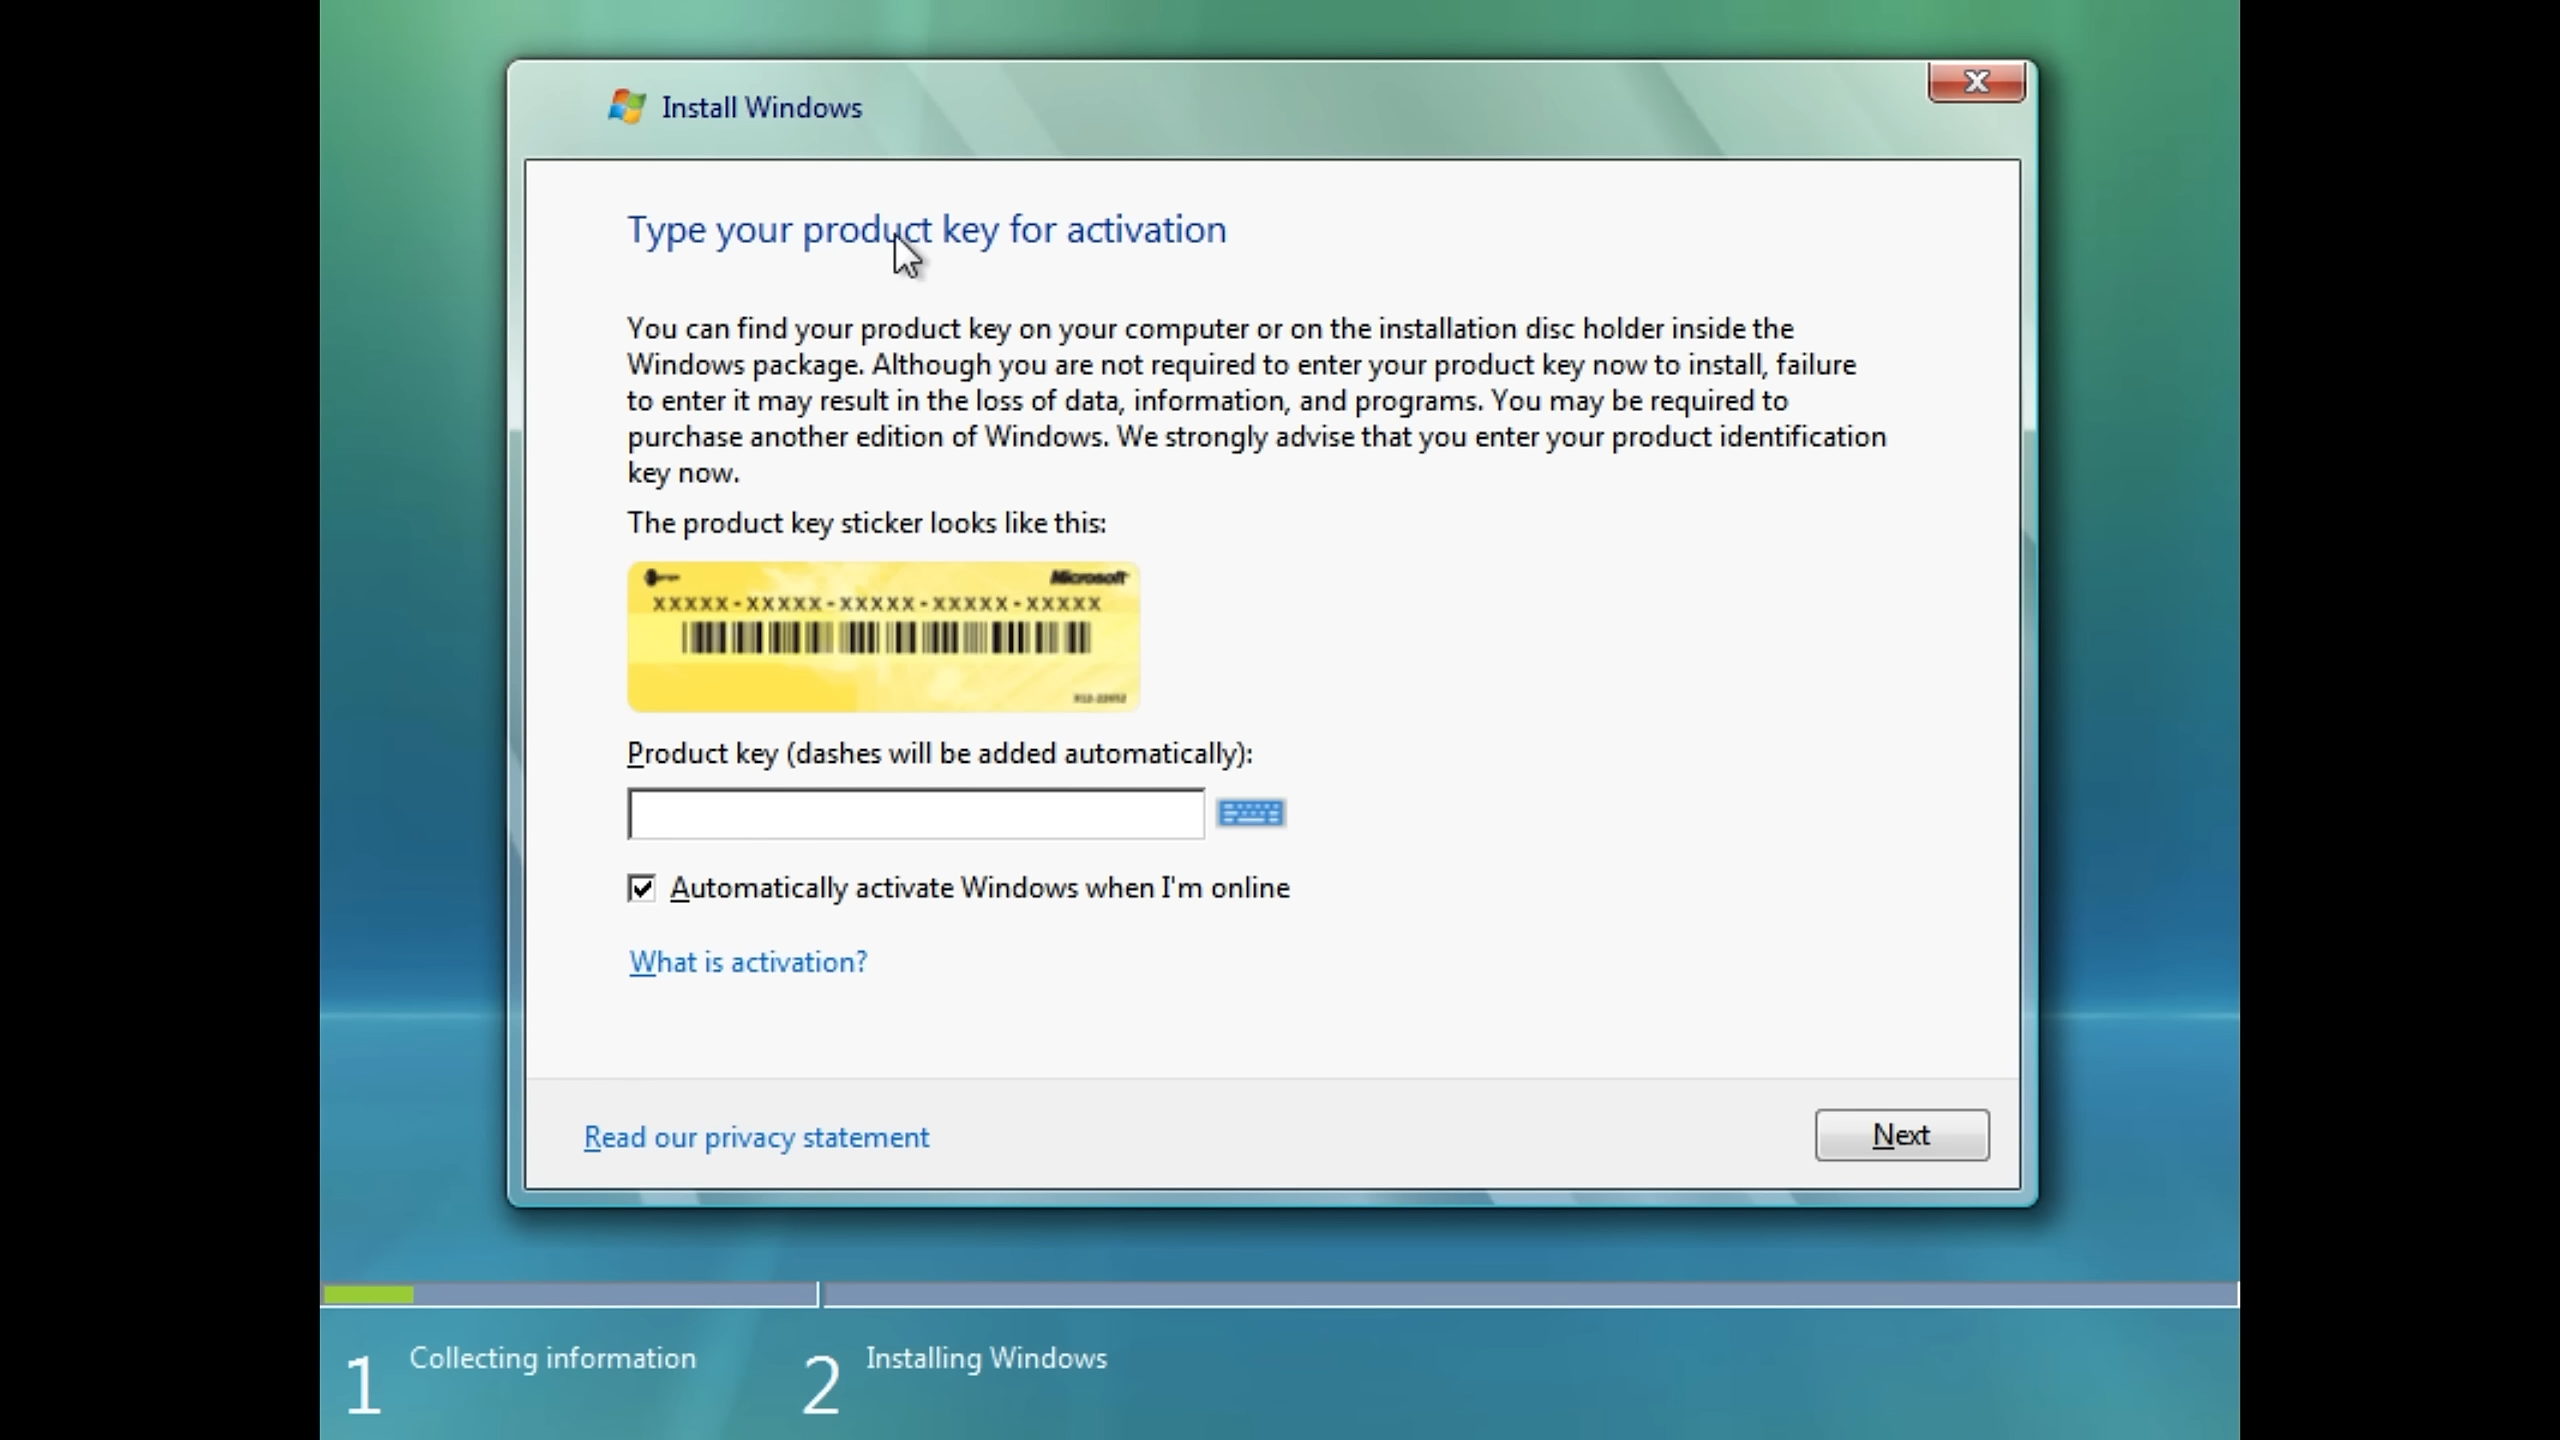 Install Windows
Type your product key for activation
You can find your product key on your computer or on the installation disc holder inside the
Windows package. Although you are not required to enter your product key now to install, failure
to enter it may result in the loss of data, information, and programs. You may be required to
purchase another edition of Windows. We strongly advise that you enter your product identification
key now.
The product key sticker looks like this:
Microsoft
XXXXX-XXXXX-XXXXX-XXXXX-XXXXX
Product key (dashes will be added automatically):
Automatically activate Windows when I'm online
What is activation?
Read our privacy statement
Next
1 Collecting information
2 Installing Windows